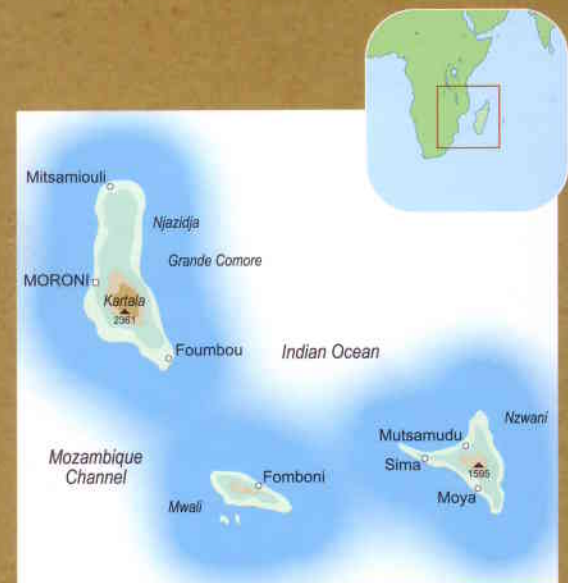 Mitsamiouli
Njazidja
Grande Comore
MORONI
Kartala
2361
Foumbou
Indian Ocean
Nzwani
Mutsamudu
Mozambique
Channel
Sima
1595
Fomboni
Moya
Mwali